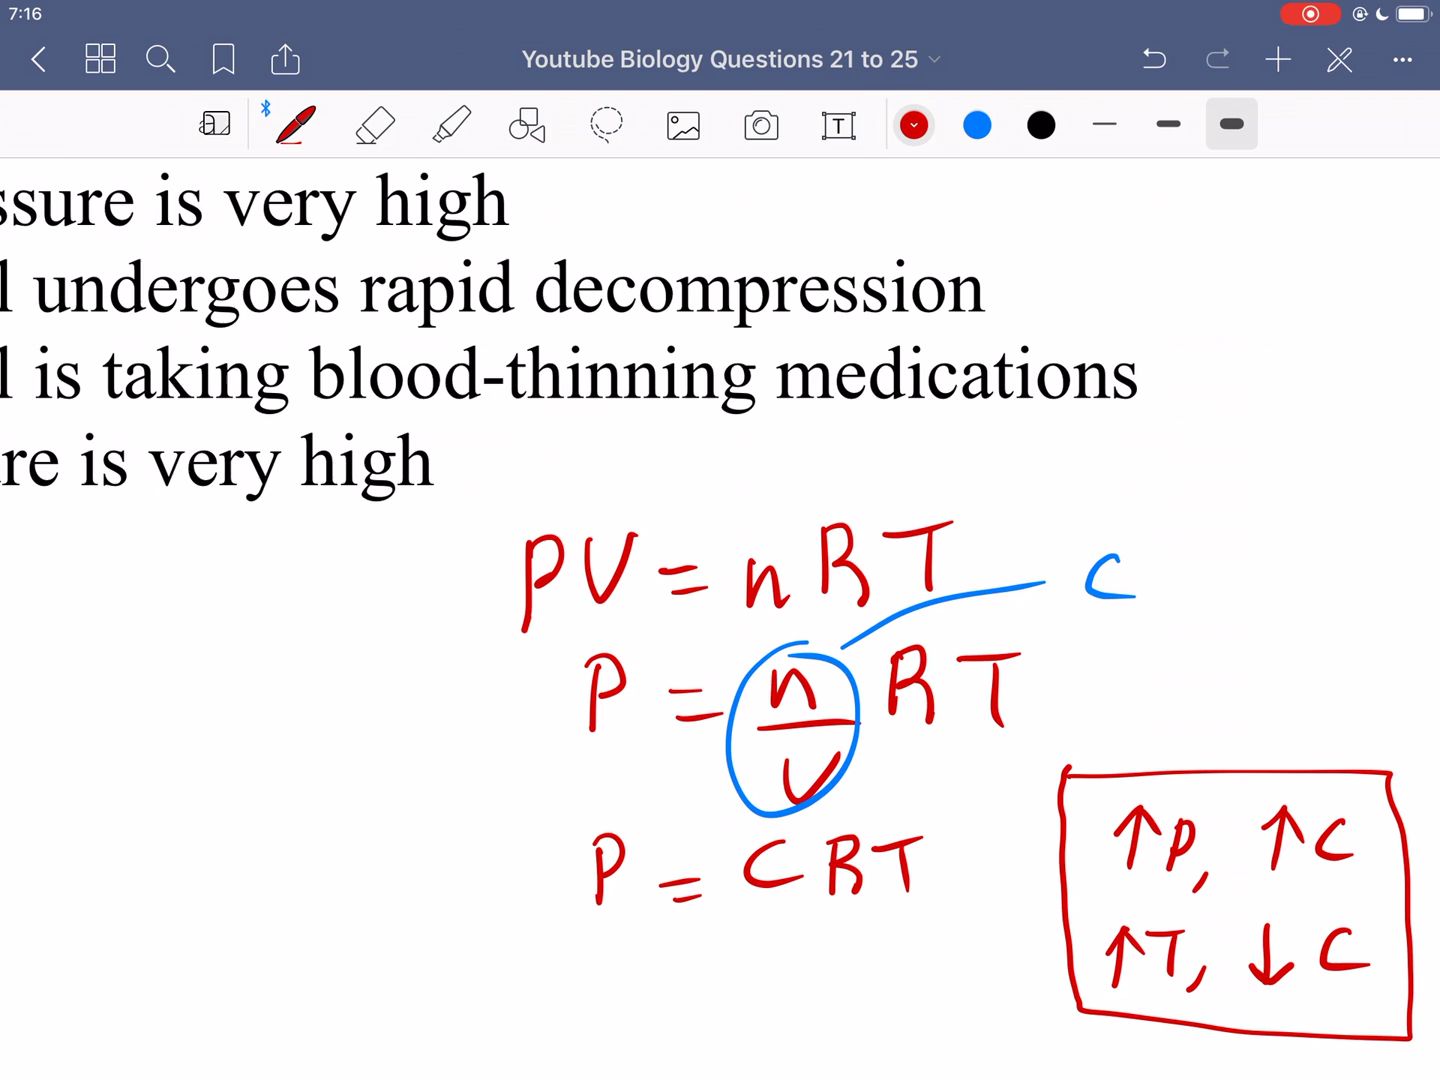 7:16
Youtube Biology Questions 21 to 25
T
ssure is very high
l undergoes rapid decompression
l is taking blood-thinning medications
re is very high
PV = nRT
C
P = n/V RT
P = CRT
↑P, ↑C
↑T, ↓C